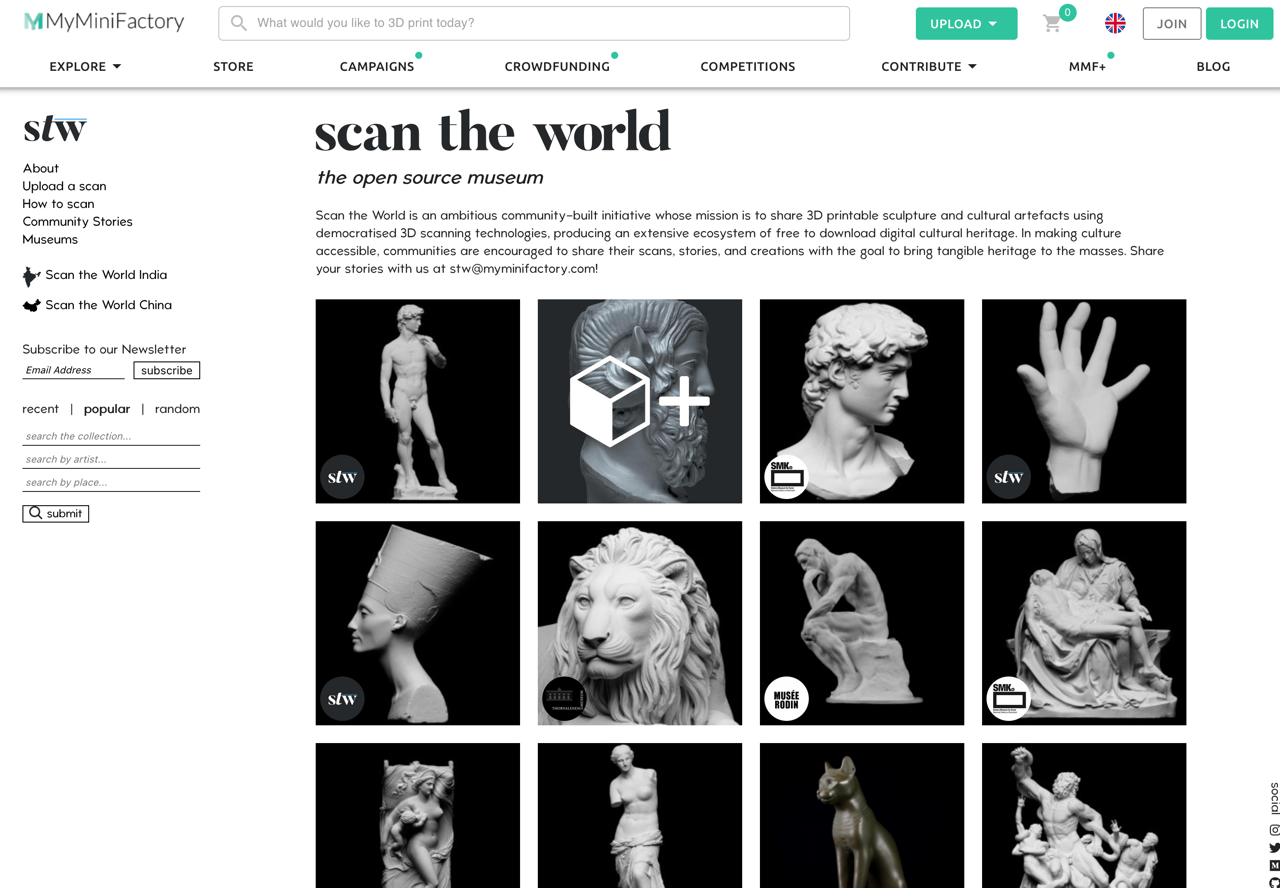 MyMiniFactory
What would you like to 3D print today?
UPLOAD
0
JOIN
LOGIN
EXPLORE
STORE
CAMPAIGNS
CROWDFUNDING
COMPETITIONS
CONTRIBUTE
MMF+
BLOG
stw
About
Upload a scan
How to scan
Community Stories
Museums
Scan the World India
Scan the World China
Subscribe to our Newsletter
Email Address
subscribe
recent | popular | random
search the collection...
search by artist...
search by place...
submit
scan the world
the open source museum
Scan the World is an ambitious community-built initiative whose mission is to share 3D printable sculpture and cultural artefacts using
democratised 3D scanning technologies, producing an extensive ecosystem of free to download digital cultural heritage. In making culture
accessible, communities are encouraged to share their scans, stories, and creations with the goal to bring tangible heritage to the masses. Share
your stories with us at stw@myminifactory.com!
stw
SMK
stw
stw
THORVALDSENS
MUSÉE
RODIN
SMK
social